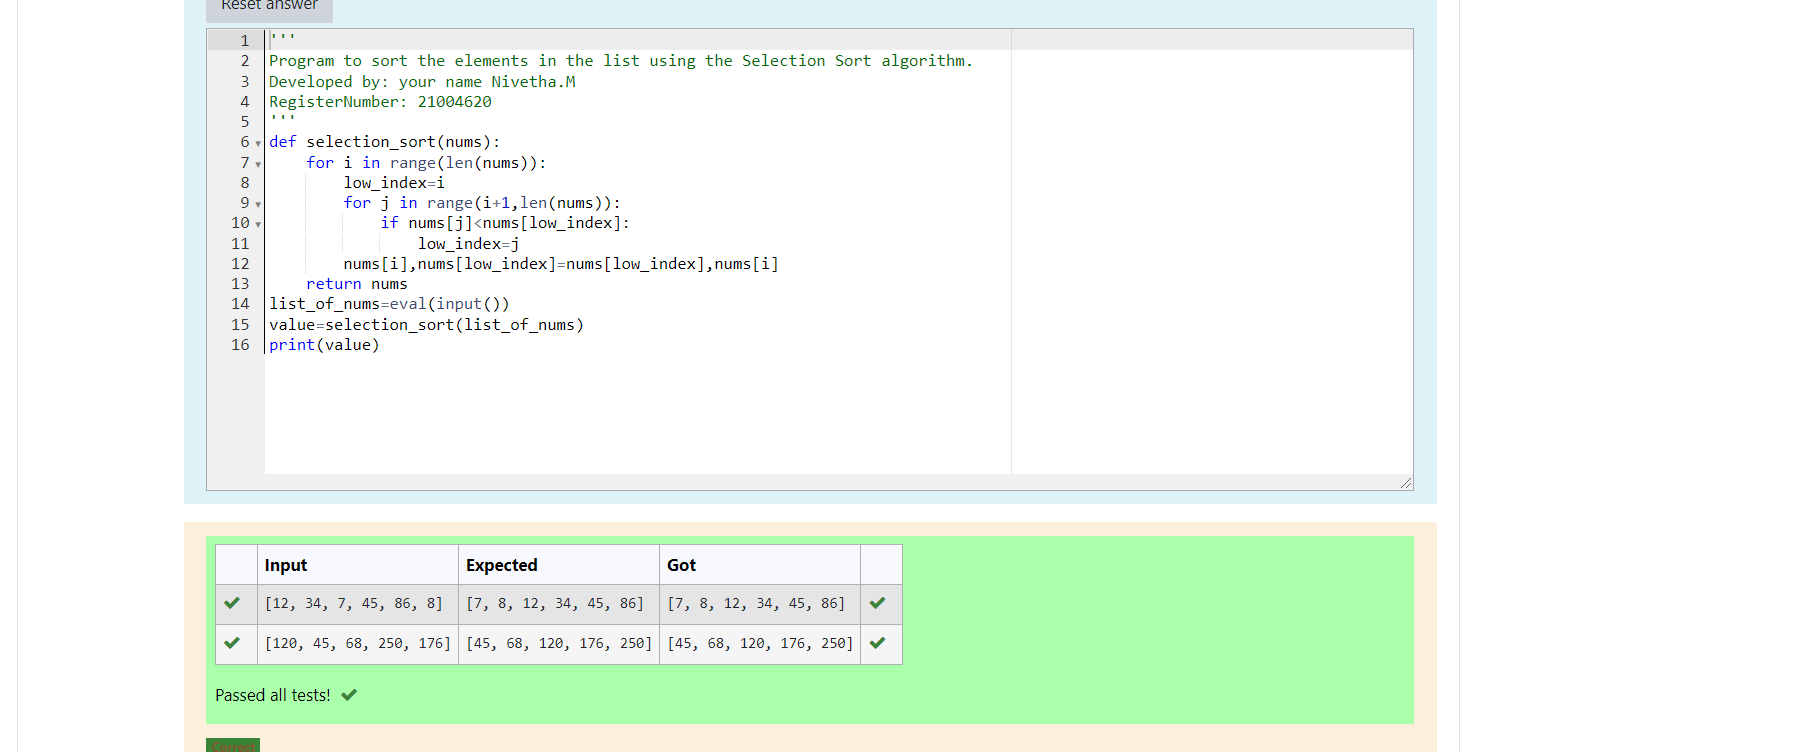 Reset answer
1 '''
2 Program to sort the elements in the list using the Selection Sort algorithm.
3 Developed by: your name Nivetha.M
4 RegisterNumber: 21004620
5 '''
6 def selection_sort(nums):
7     for i in range(len(nums)):
8         low_index=i
9         for j in range(i+1,len(nums)):
10             if nums[j]<nums[low_index]:
11                 low_index=j
12         nums[i],nums[low_index]=nums[low_index],nums[i]
13     return nums
14 list_of_nums=eval(input())
15 value=selection_sort(list_of_nums)
16 print(value)
Input Expected Got
[12, 34, 7, 45, 86, 8] [7, 8, 12, 34, 45, 86] [7, 8, 12, 34, 45, 86]
[120, 45, 68, 250, 176] [45, 68, 120, 176, 250] [45, 68, 120, 176, 250]
Passed all tests!
Correct